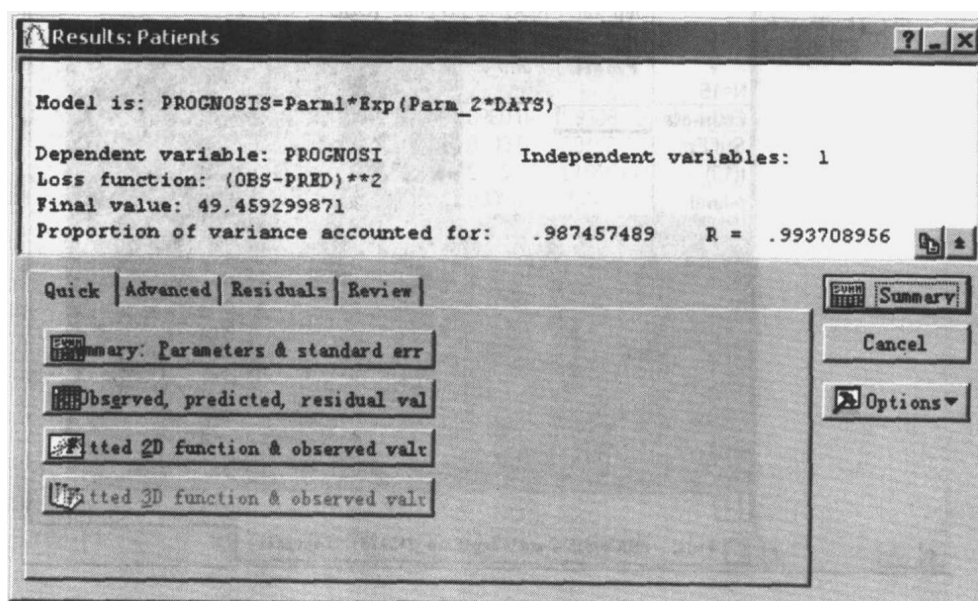 Results: Patients
Model is: PROGNOSIS=Parm1*Exp(Parm_2*DAYS)
Dependent variable: PROGNOSI Independent variables: 1
Loss function: (OBS-PRED)**2
Final value: 49.459299871
Proportion of variance accounted for: .987457489 R = .993708956
Quick Advanced Residuals Review
Summary
mmary: Parameters & standard err
Cancel
bserved, predicted, residual val
Options
tted 2D function & observed valu
tted 3D function & observed valu